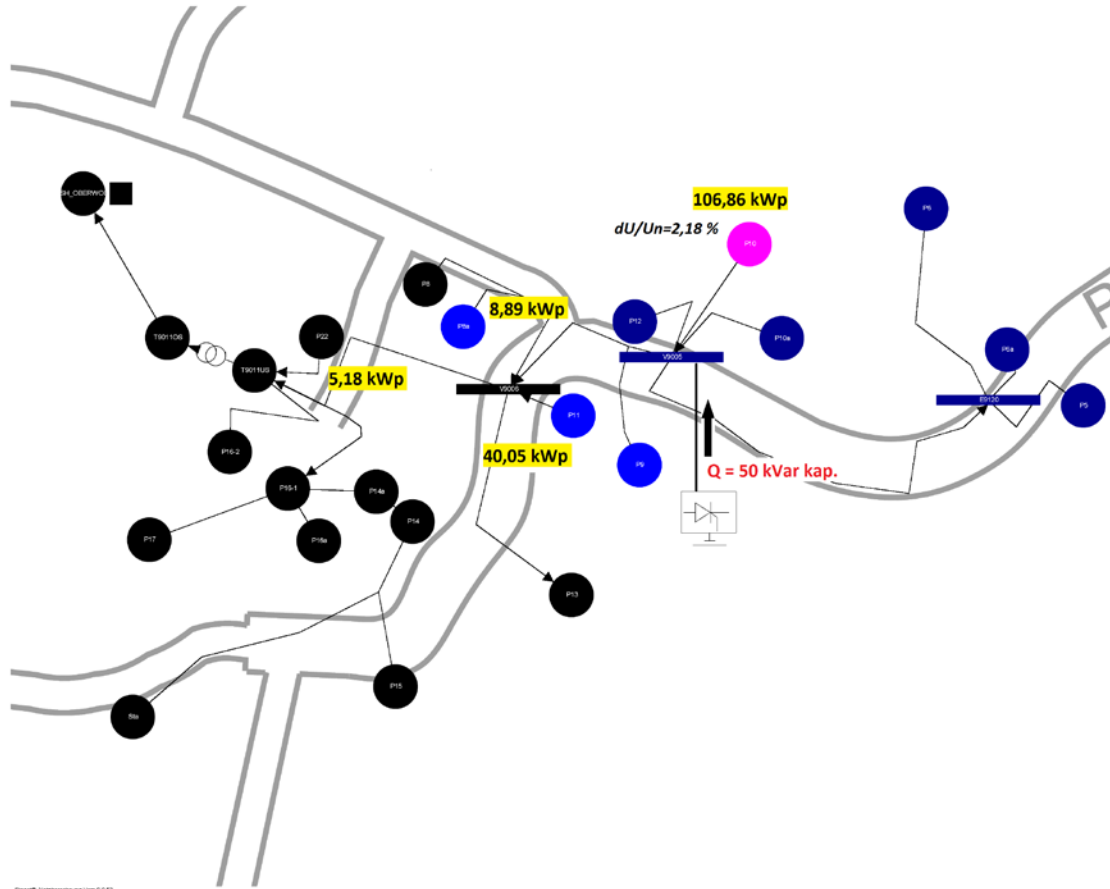 106,86 kWp
dU/Un=2,18 %
P6
P10
P8
8,89 kWp
P12
P8a
P10a
P22
T9011OS
T9011US
5,18 kWp
V9005
P6a
V9006
E9120
P5
P11
P16-2
40,05 kWp
P9
Q = 50 kVar kap.
P16-1
P14a
P14
P17
P16a
P13
P15
P